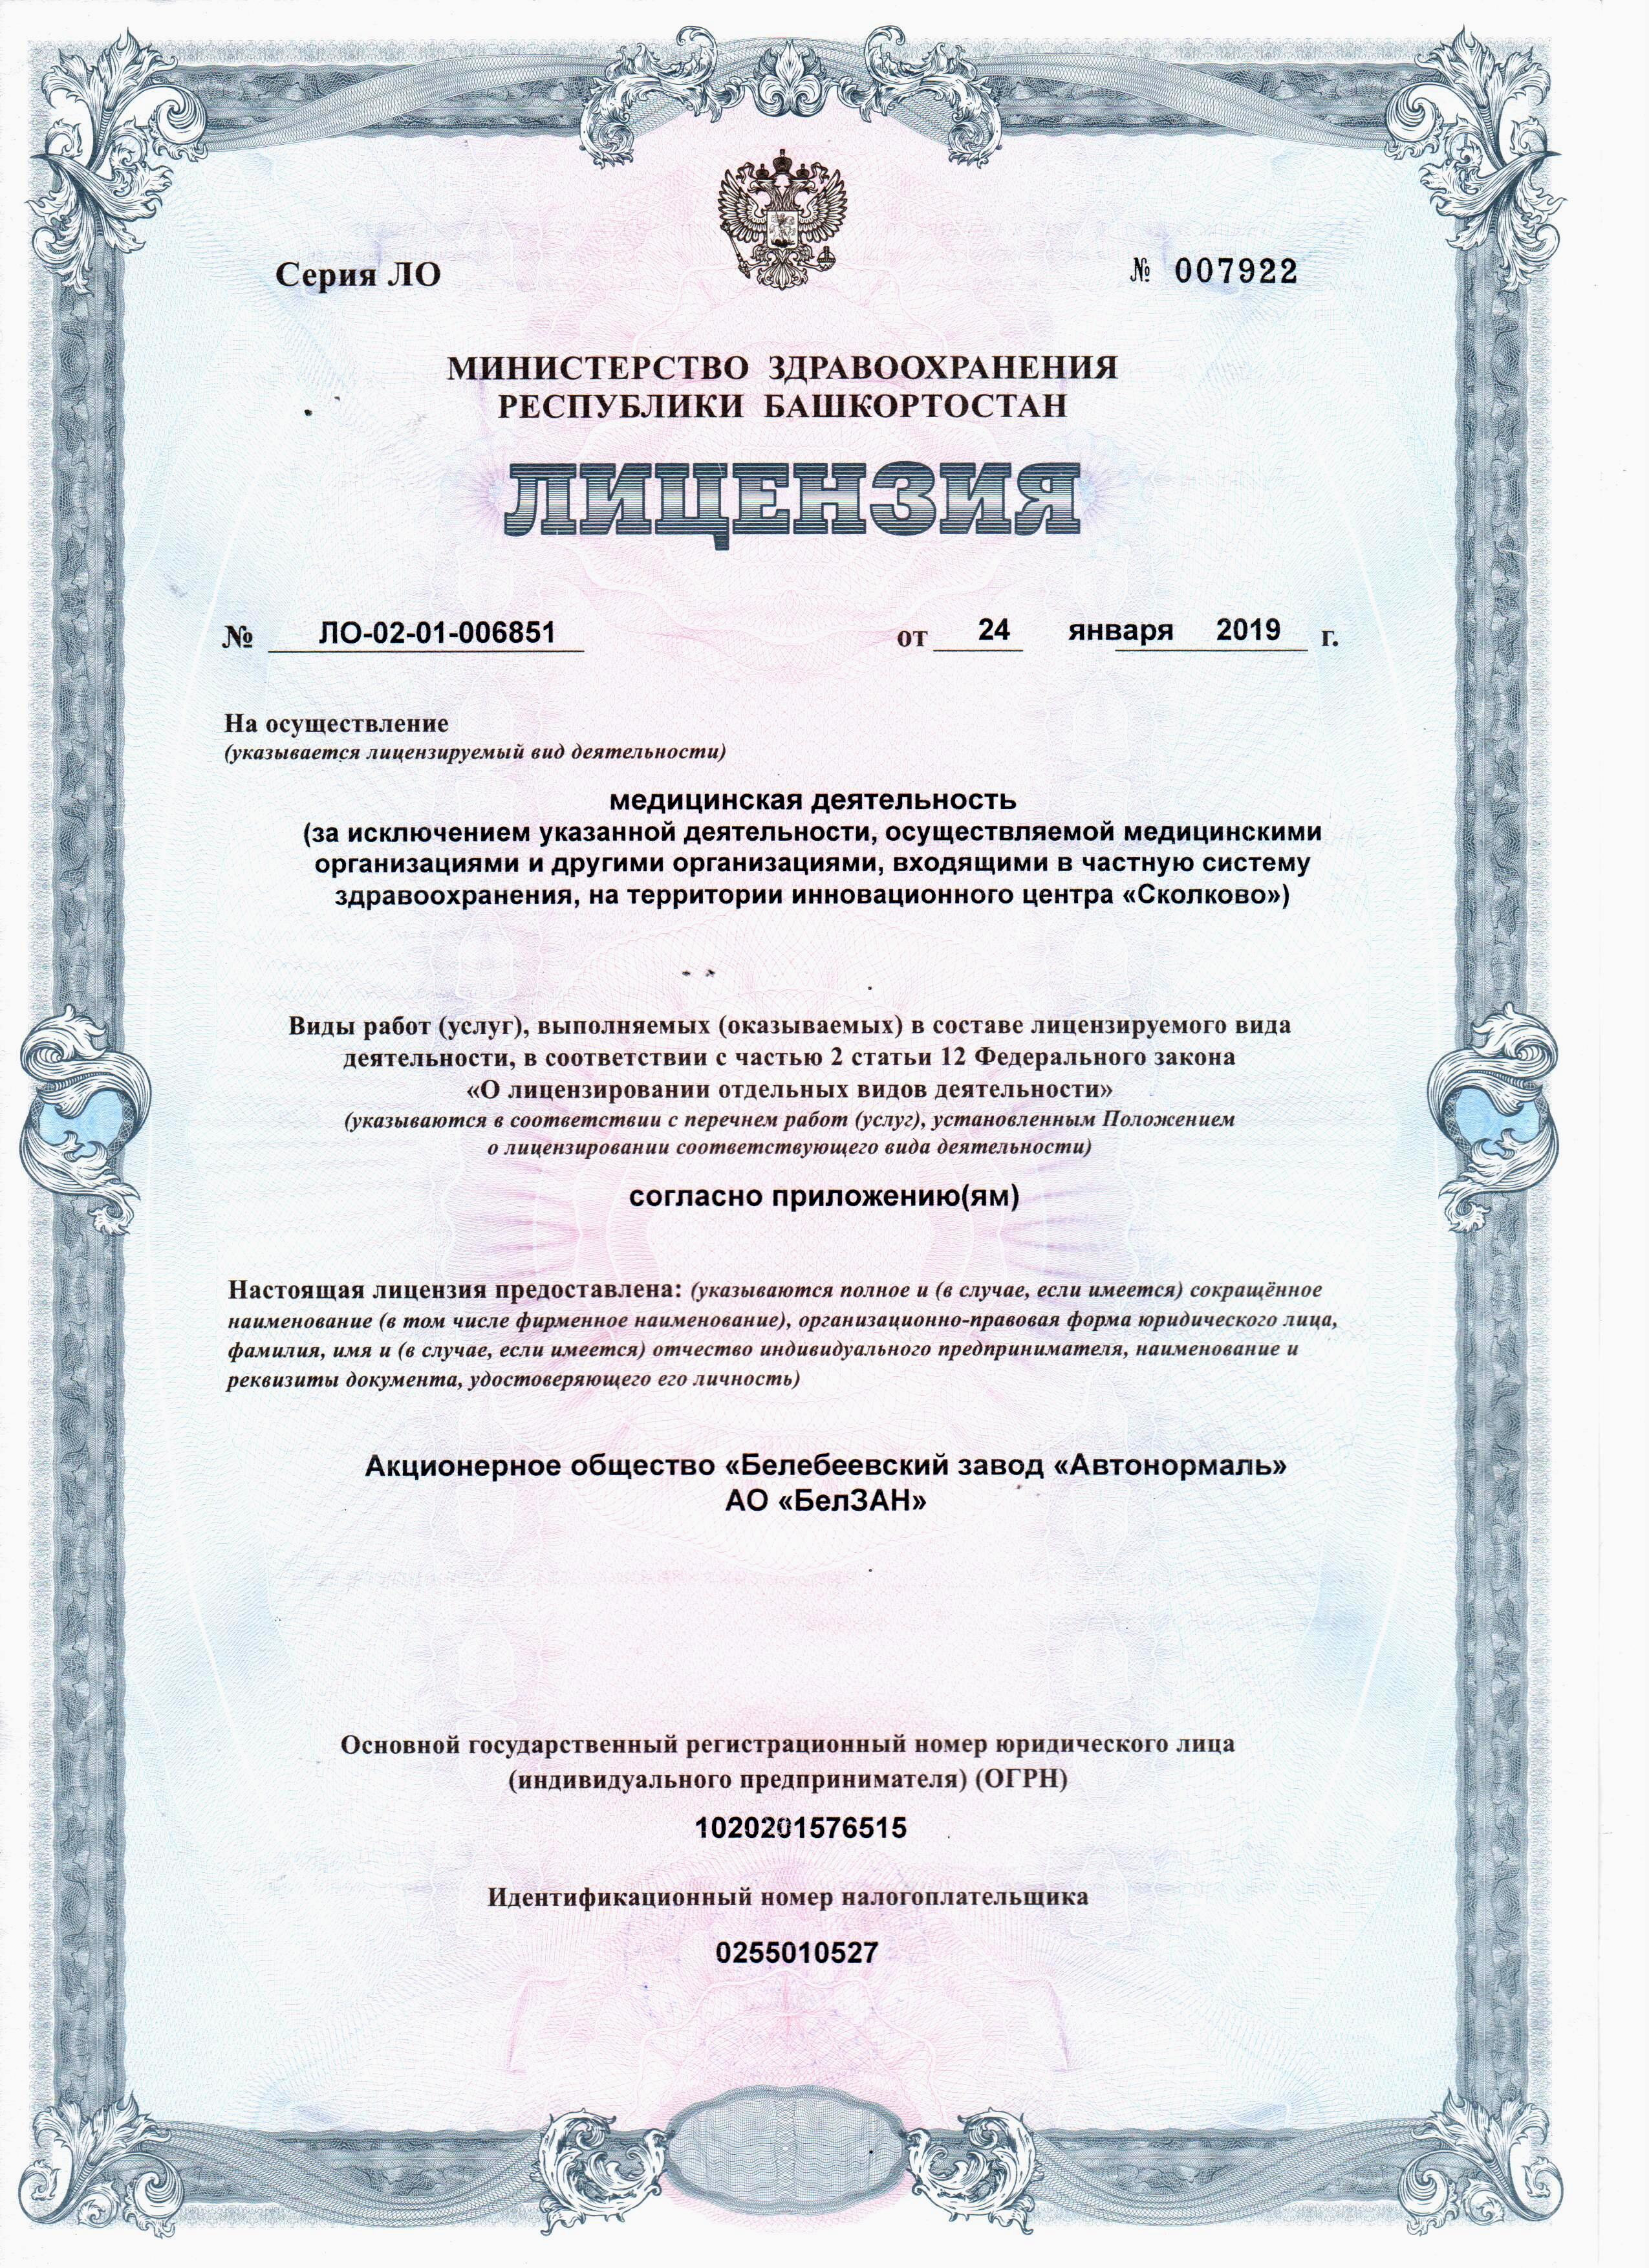 Серия ЛО
№ 007922
МИНИСТЕРСТВО ЗДРАВООХРАНЕНИЯ
РЕСПУБЛИКИ БАШКОРТОСТАН
ЛИЦЕНЗИЯ
№ ЛО-02-01-006851 от 24 января 2019 г.
На осуществление
(указывается лицензируемый вид деятельности)
медицинская деятельность
(за исключением указанной деятельности, осуществляемой медицинскими
организациями и другими организациями, входящими в частную систему
здравоохранения, на территории инновационного центра «Сколково»)
Виды работ (услуг), выполняемых (оказываемых) в составе лицензируемого вида
деятельности, в соответствии с частью 2 статьи 12 Федерального закона
«О лицензировании отдельных видов деятельности»
(указываются в соответствии с перечнем работ (услуг), установленным Положением
о лицензировании соответствующего вида деятельности)
согласно приложению(ям)
Настоящая лицензия предоставлена: (указываются полное и (в случае, если имеется) сокращённое
наименование (в том числе фирменное наименование), организационно-правовая форма юридического лица,
фамилия, имя и (в случае, если имеется) отчество индивидуального предпринимателя, наименование и
реквизиты документа, удостоверяющего его личность)
Акционерное общество «Белебеевский завод «Автонормаль»
АО «БелЗАН»
Основной государственный регистрационный номер юридического лица
(индивидуального предпринимателя) (ОГРН)
1020201576515
Идентификационный номер налогоплательщика
0255010527